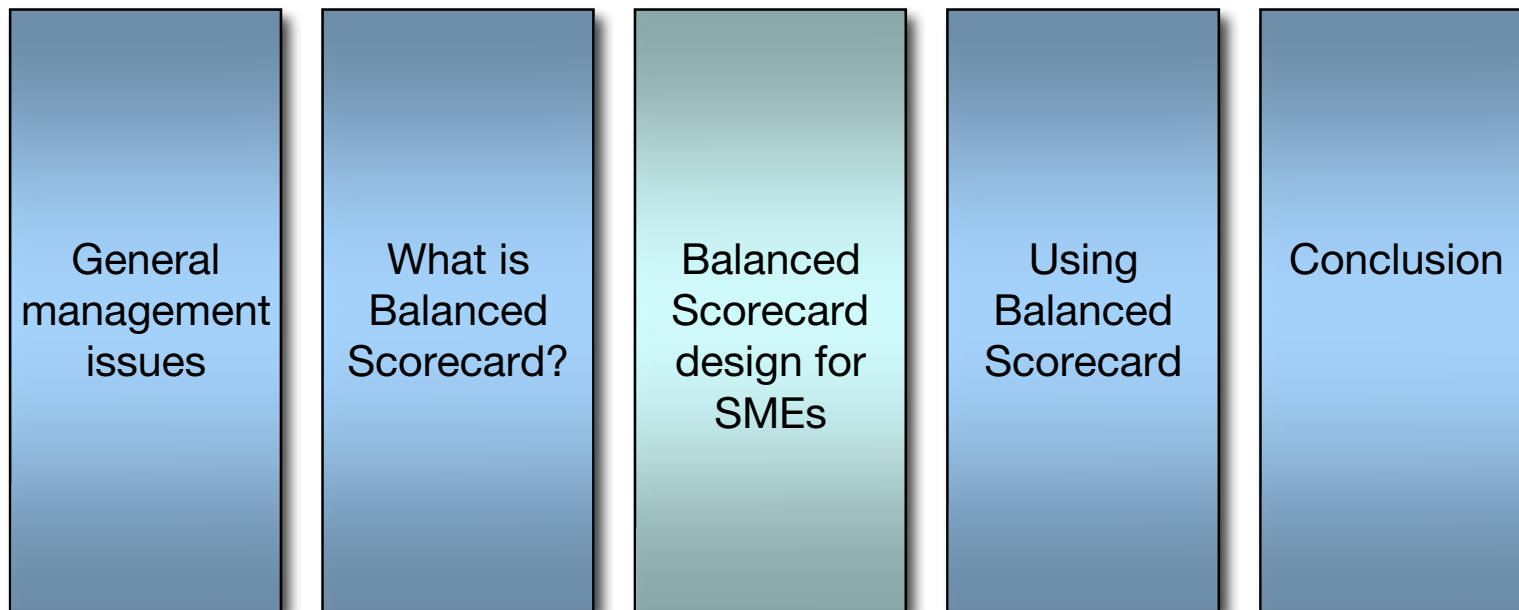 General
management
issues
What is
Balanced
Scorecard?
Balanced
Scorecard
design for
SMEs
Using
Balanced
Scorecard
Conclusion